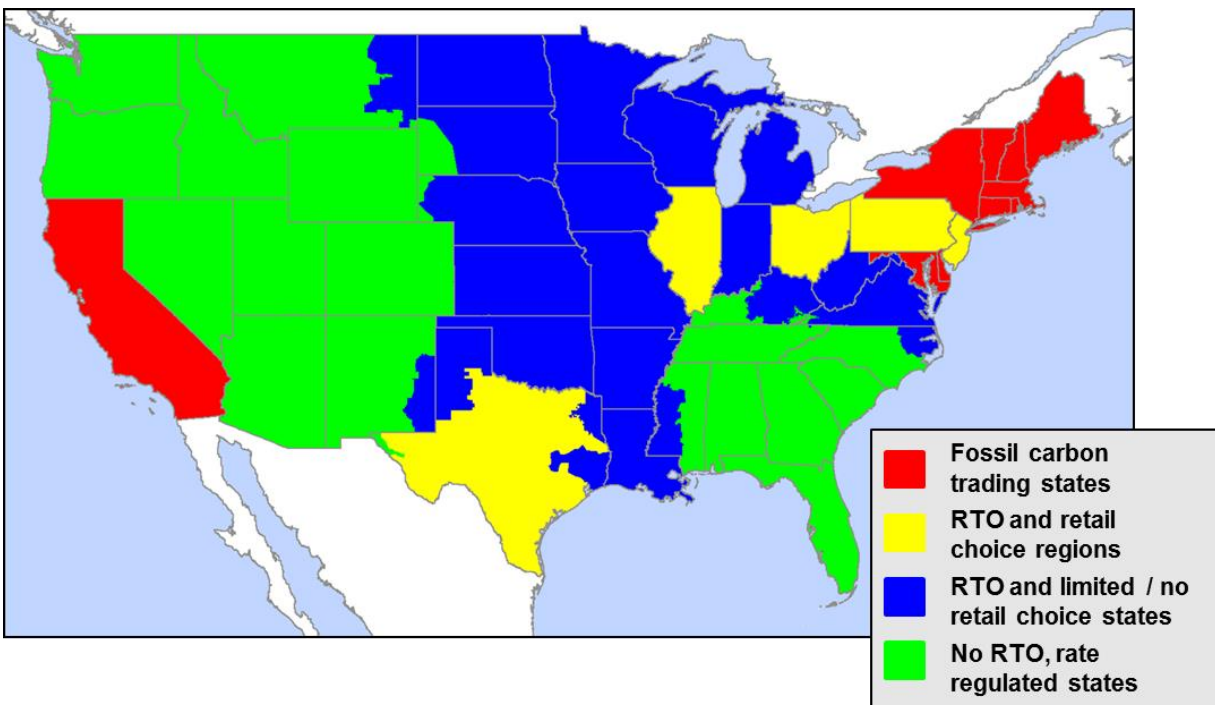 Fossil carbon
trading states
RTO and retail
choice regions
RTO and limited / no
retail choice states
No RTO, rate
regulated states